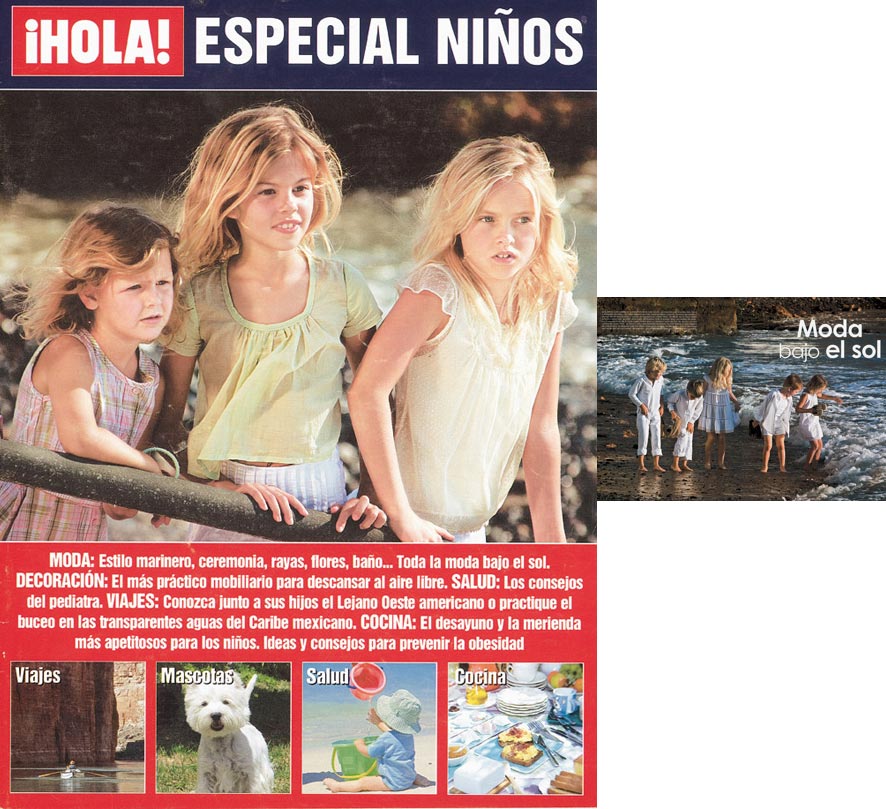 ¡HOLA! ESPECIAL NIÑOS
MODA: Estilo marinero, ceremonia, rayas, flores, baño... Toda la moda bajo el sol.
DECORACIÓN: El más práctico mobiliario para descansar al aire libre. SALUD: Los consejos
del pediatra. VIAJES: Conozca junto a sus hijos el Lejano Oeste americano o practique el
buceo en las transparentes aguas del Caribe mexicano. COCINA: El desayuno y la merienda
más apetitosos para los niños. Ideas y consejos para prevenir la obesidad
Viajes
Mascotas
Salud
Cocina
Moda
bajo el sol